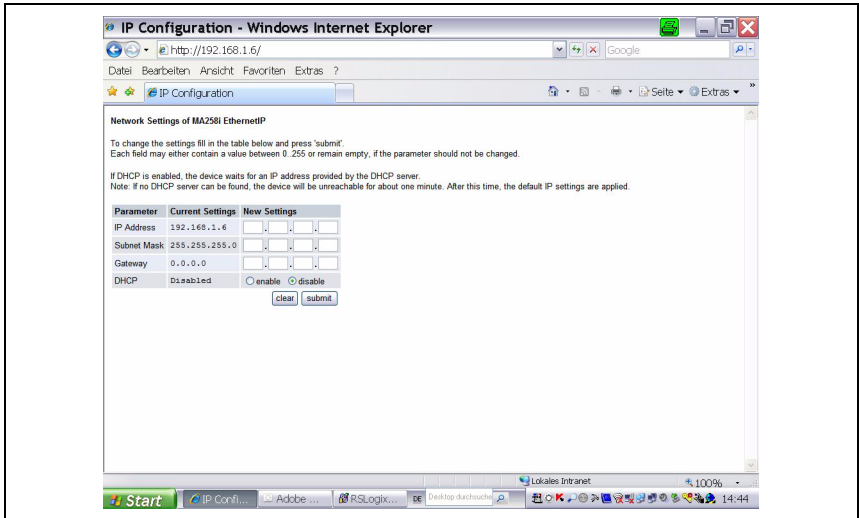 IP Configuration - Windows Internet Explorer
http://192.168.1.6/
Google
Datei Bearbeiten Ansicht Favoriten Extras ?
IP Configuration
Seite Extras »
Network Settings of MA258i EthernetIP
To change the settings fill in the table below and press 'submit'.
Each field may either contain a value between 0..255 or remain empty, if the parameter should not be changed.
If DHCP is enabled, the device waits for an IP address provided by the DHCP server.
Note: If no DHCP server can be found, the device will be unreachable for about one minute. After this time, the default IP settings are applied.
Parameter Current Settings New Settings
IP Address 192.168.1.6 . . .
Subnet Mask 255.255.255.0 . . .
Gateway 0.0.0.0 . . .
DHCP Disabled enable disable
clear submit
Lokales Intranet 100%
Start IP Confi... Adobe ... RSLogix... DE Desktop durchsuche 14:44